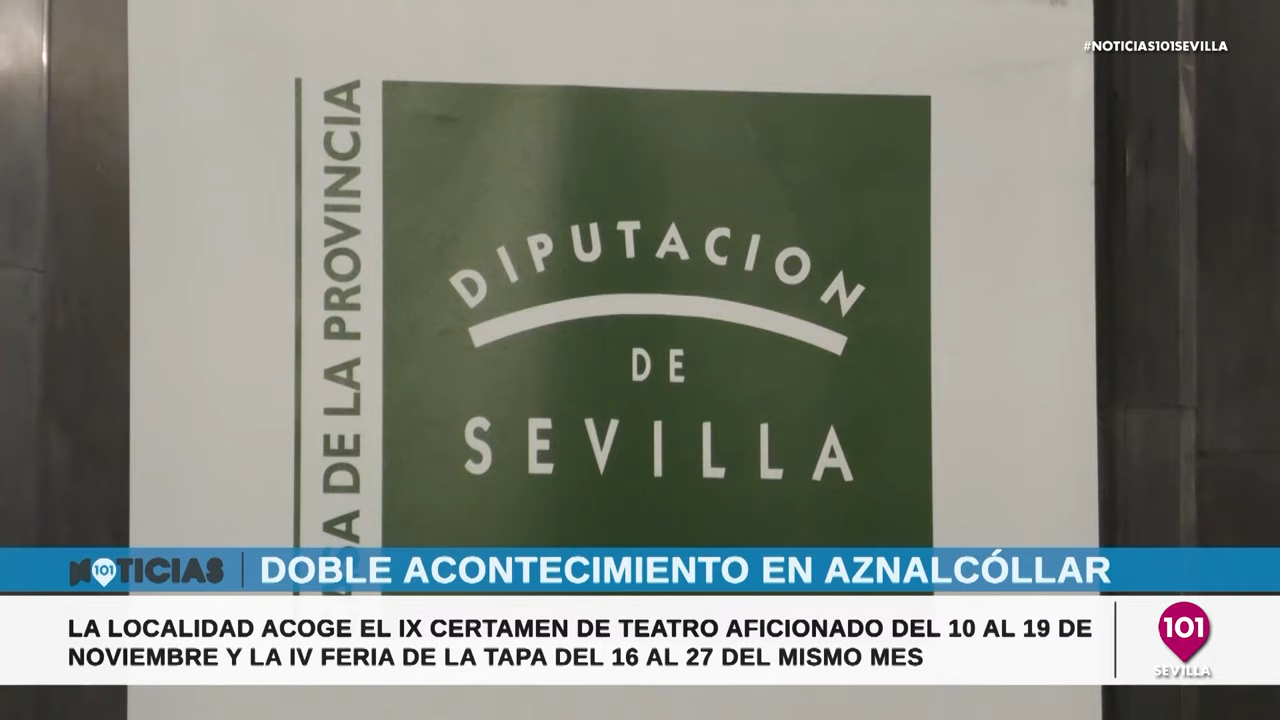 #NOTICIAS101SEVILLA
DE LA PROVINCIA
DIPUTACION
DE
SEVILLA
NOTICIAS 101
DOBLE ACONTECIMIENTO EN AZNALCÓLLAR
LA LOCALIDAD ACOGE EL IX CERTAMEN DE TEATRO AFICIONADO DEL 10 AL 19 DE
NOVIEMBRE Y LA IV FERIA DE LA TAPA DEL 16 AL 27 DEL MISMO MES
101
SEVILLA